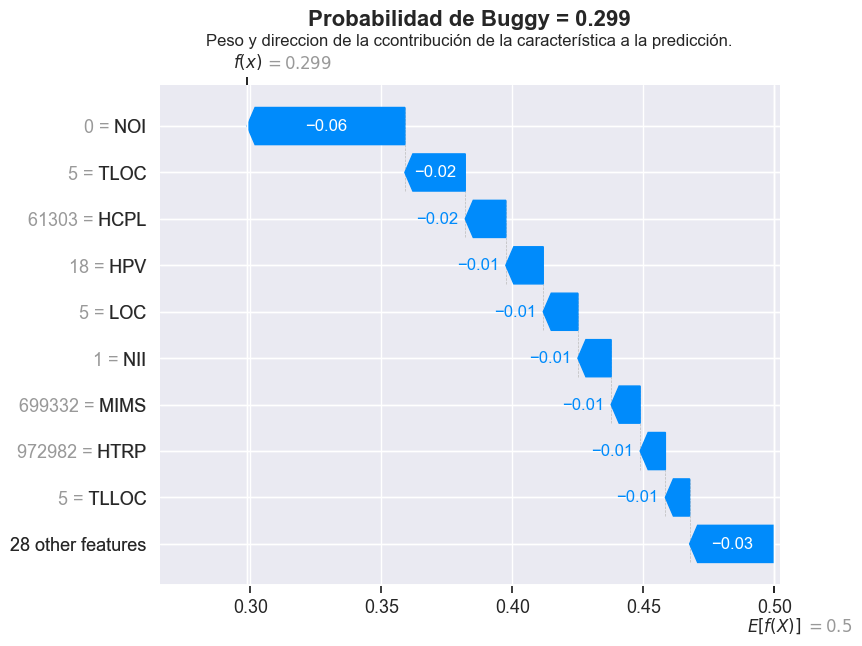 Probabilidad de Buggy = 0.299
Peso y direccion de la ccontribución de la característica a la predicción.
f(x) = 0.299
0 = NOI −0.06
5 = TLOC −0.02
61303 = HCPL −0.02
18 = HPV −0.01
5 = LOC −0.01
1 = NII −0.01
699332 = MIMS −0.01
972982 = HTRP −0.01
5 = TLLOC −0.01
28 other features −0.03
0.30 0.35 0.40 0.45 0.50
E[f(X)] = 0.5